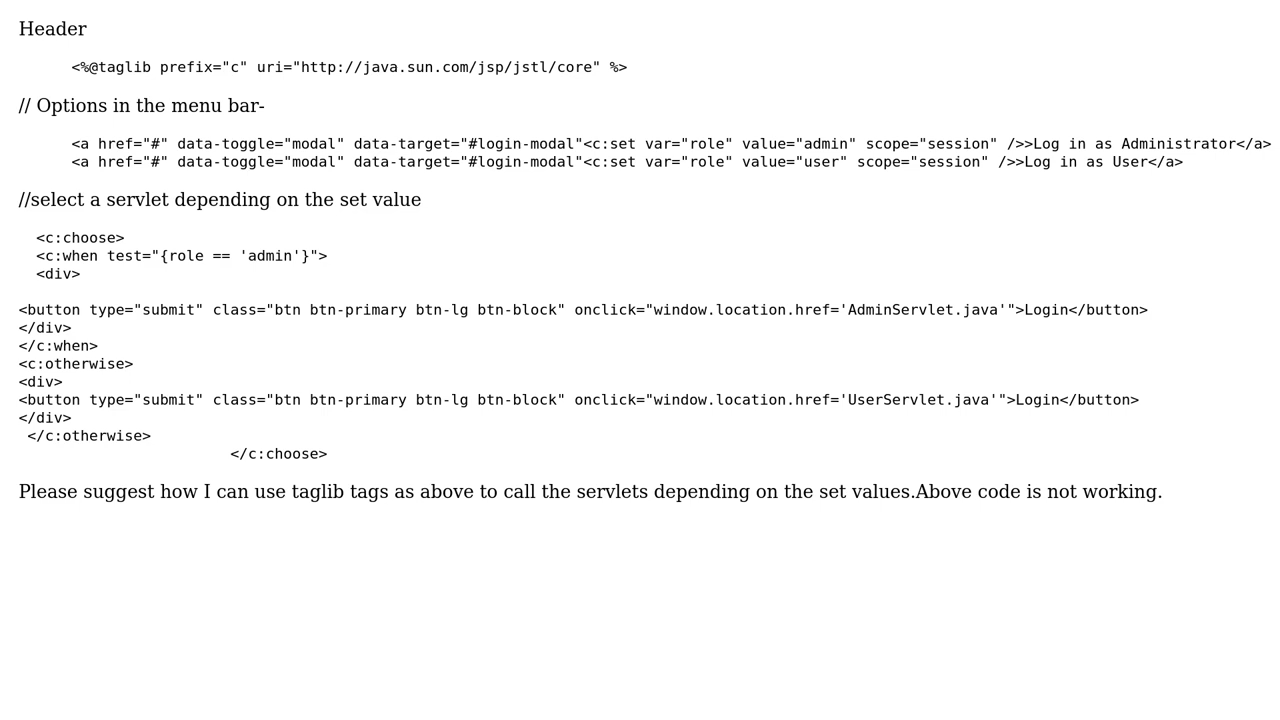 Header
<%@taglib prefix="c" uri="http://java.sun.com/jsp/jstl/core" %>
// Options in the menu bar-
<a href="#" data-toggle="modal" data-target="#login-modal"<c:set var="role" value="admin" scope="session" />>Log in as Administrator</a>
<a href="#" data-toggle="modal" data-target="#login-modal"<c:set var="role" value="user" scope="session" />>Log in as User</a>
//select a servlet depending on the set value
<c:choose>
<c:when test="{role == 'admin'}">
<div>
<button type="submit" class="btn btn-primary btn-lg btn-block" onclick="window.location.href='AdminServlet.java'">Login</button>
</div>
</c:when>
<c:otherwise>
<div>
<button type="submit" class="btn btn-primary btn-lg btn-block" onclick="window.location.href='UserServlet.java'">Login</button>
</div>
</c:otherwise>
</c:choose>
Please suggest how I can use taglib tags as above to call the servlets depending on the set values.Above code is not working.